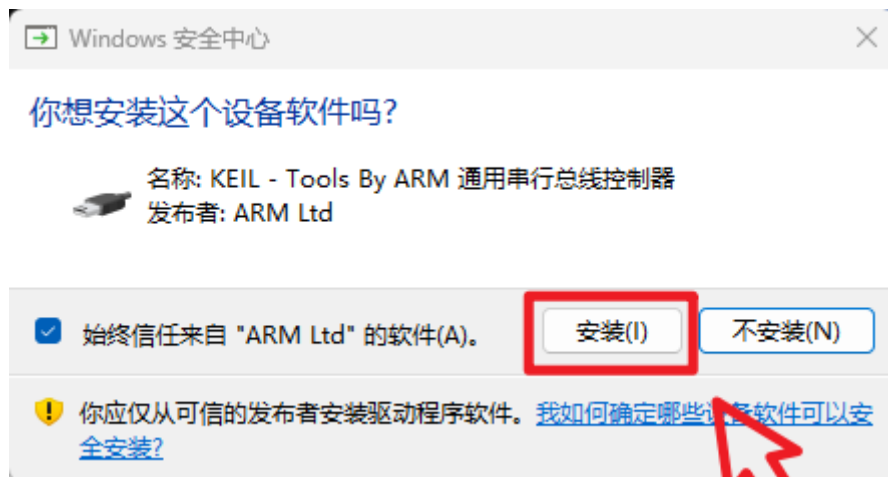 Windows 安全中心
你想安装这个设备软件吗?
名称: KEIL - Tools By ARM 通用串行总线控制器
发布者: ARM Ltd
始终信任来自 "ARM Ltd" 的软件(A)。
安装(I)
不安装(N)
你应仅从可信的发布者安装驱动程序软件。我如何确定哪些设备软件可以安
全安装?